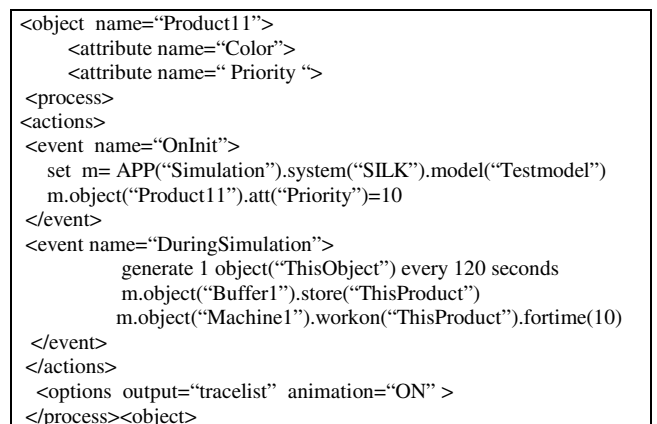 <object name=“Product11”>
<attribute name=“Color”>
<attribute name=“ Priority “>
<process>
<actions>
<event name=“OnInit”>
set m= APP(“Simulation”).system(“SILK”).model(“Testmodel”)
m.object(“Product11”).att(“Priority”)=10
</event>
<event name=“DuringSimulation”>
generate 1 object(“ThisObject”) every 120 seconds
m.object(“Buffer1”).store(“ThisProduct”)
m.object(“Machine1”).workon(“ThisProduct”).fortime(10)
</event>
</actions>
<options output=“tracelist” animation=“ON” >
</process><object>